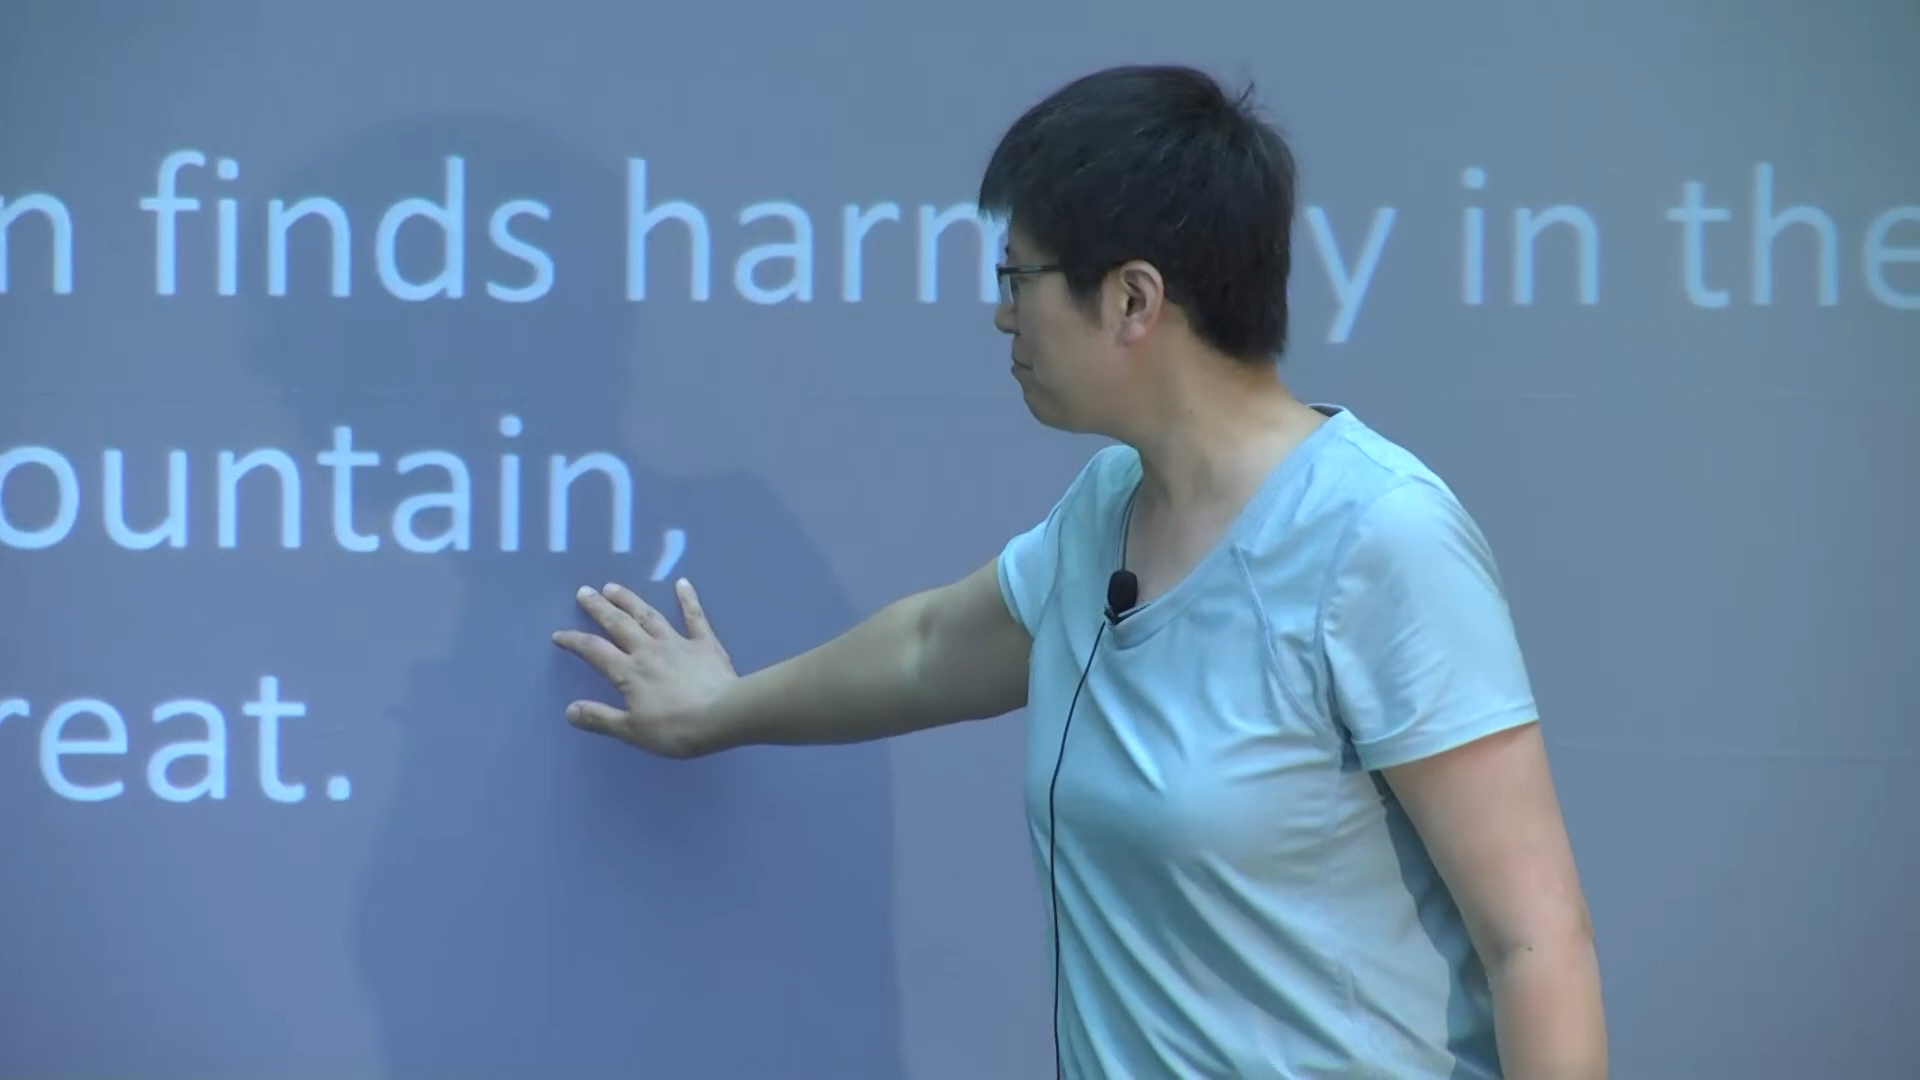 n finds harm y in the
ountain,
reat.